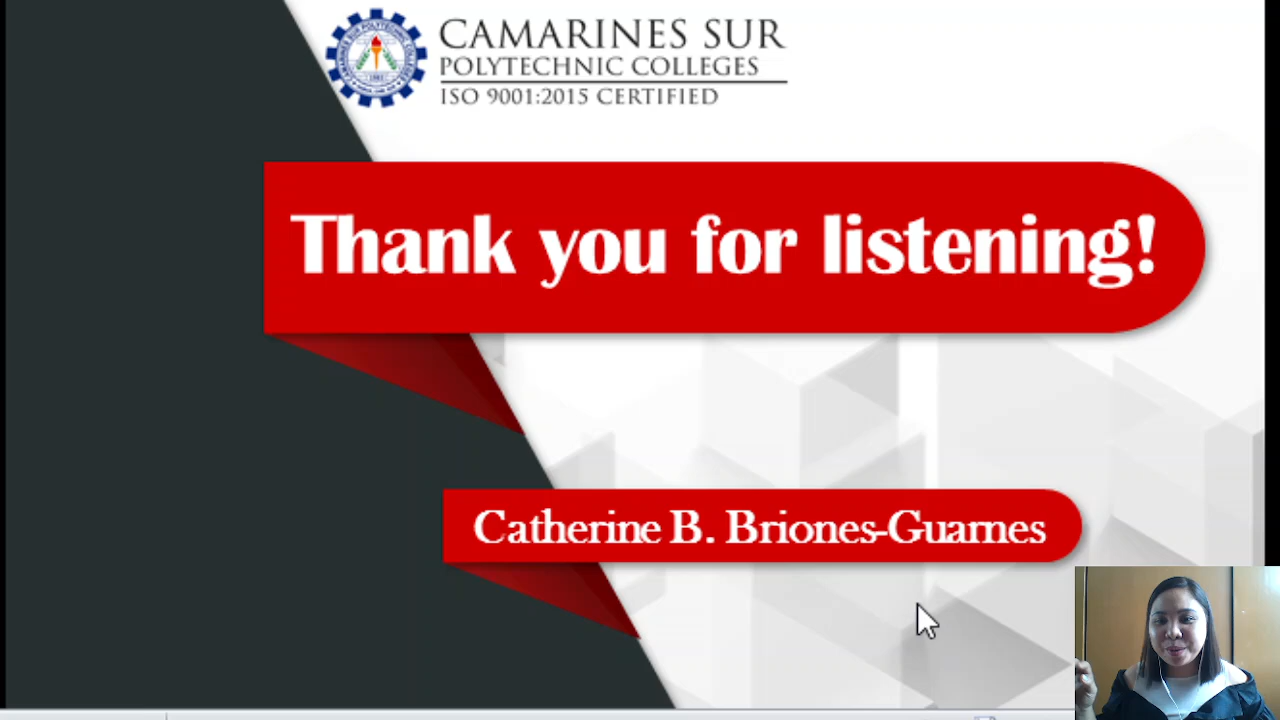 CAMARINES SUR
POLYTECHNIC COLLEGES
ISO 9001:2015 CERTIFIED
Thank you for listening!
Catherine B. Briones-Guarnes